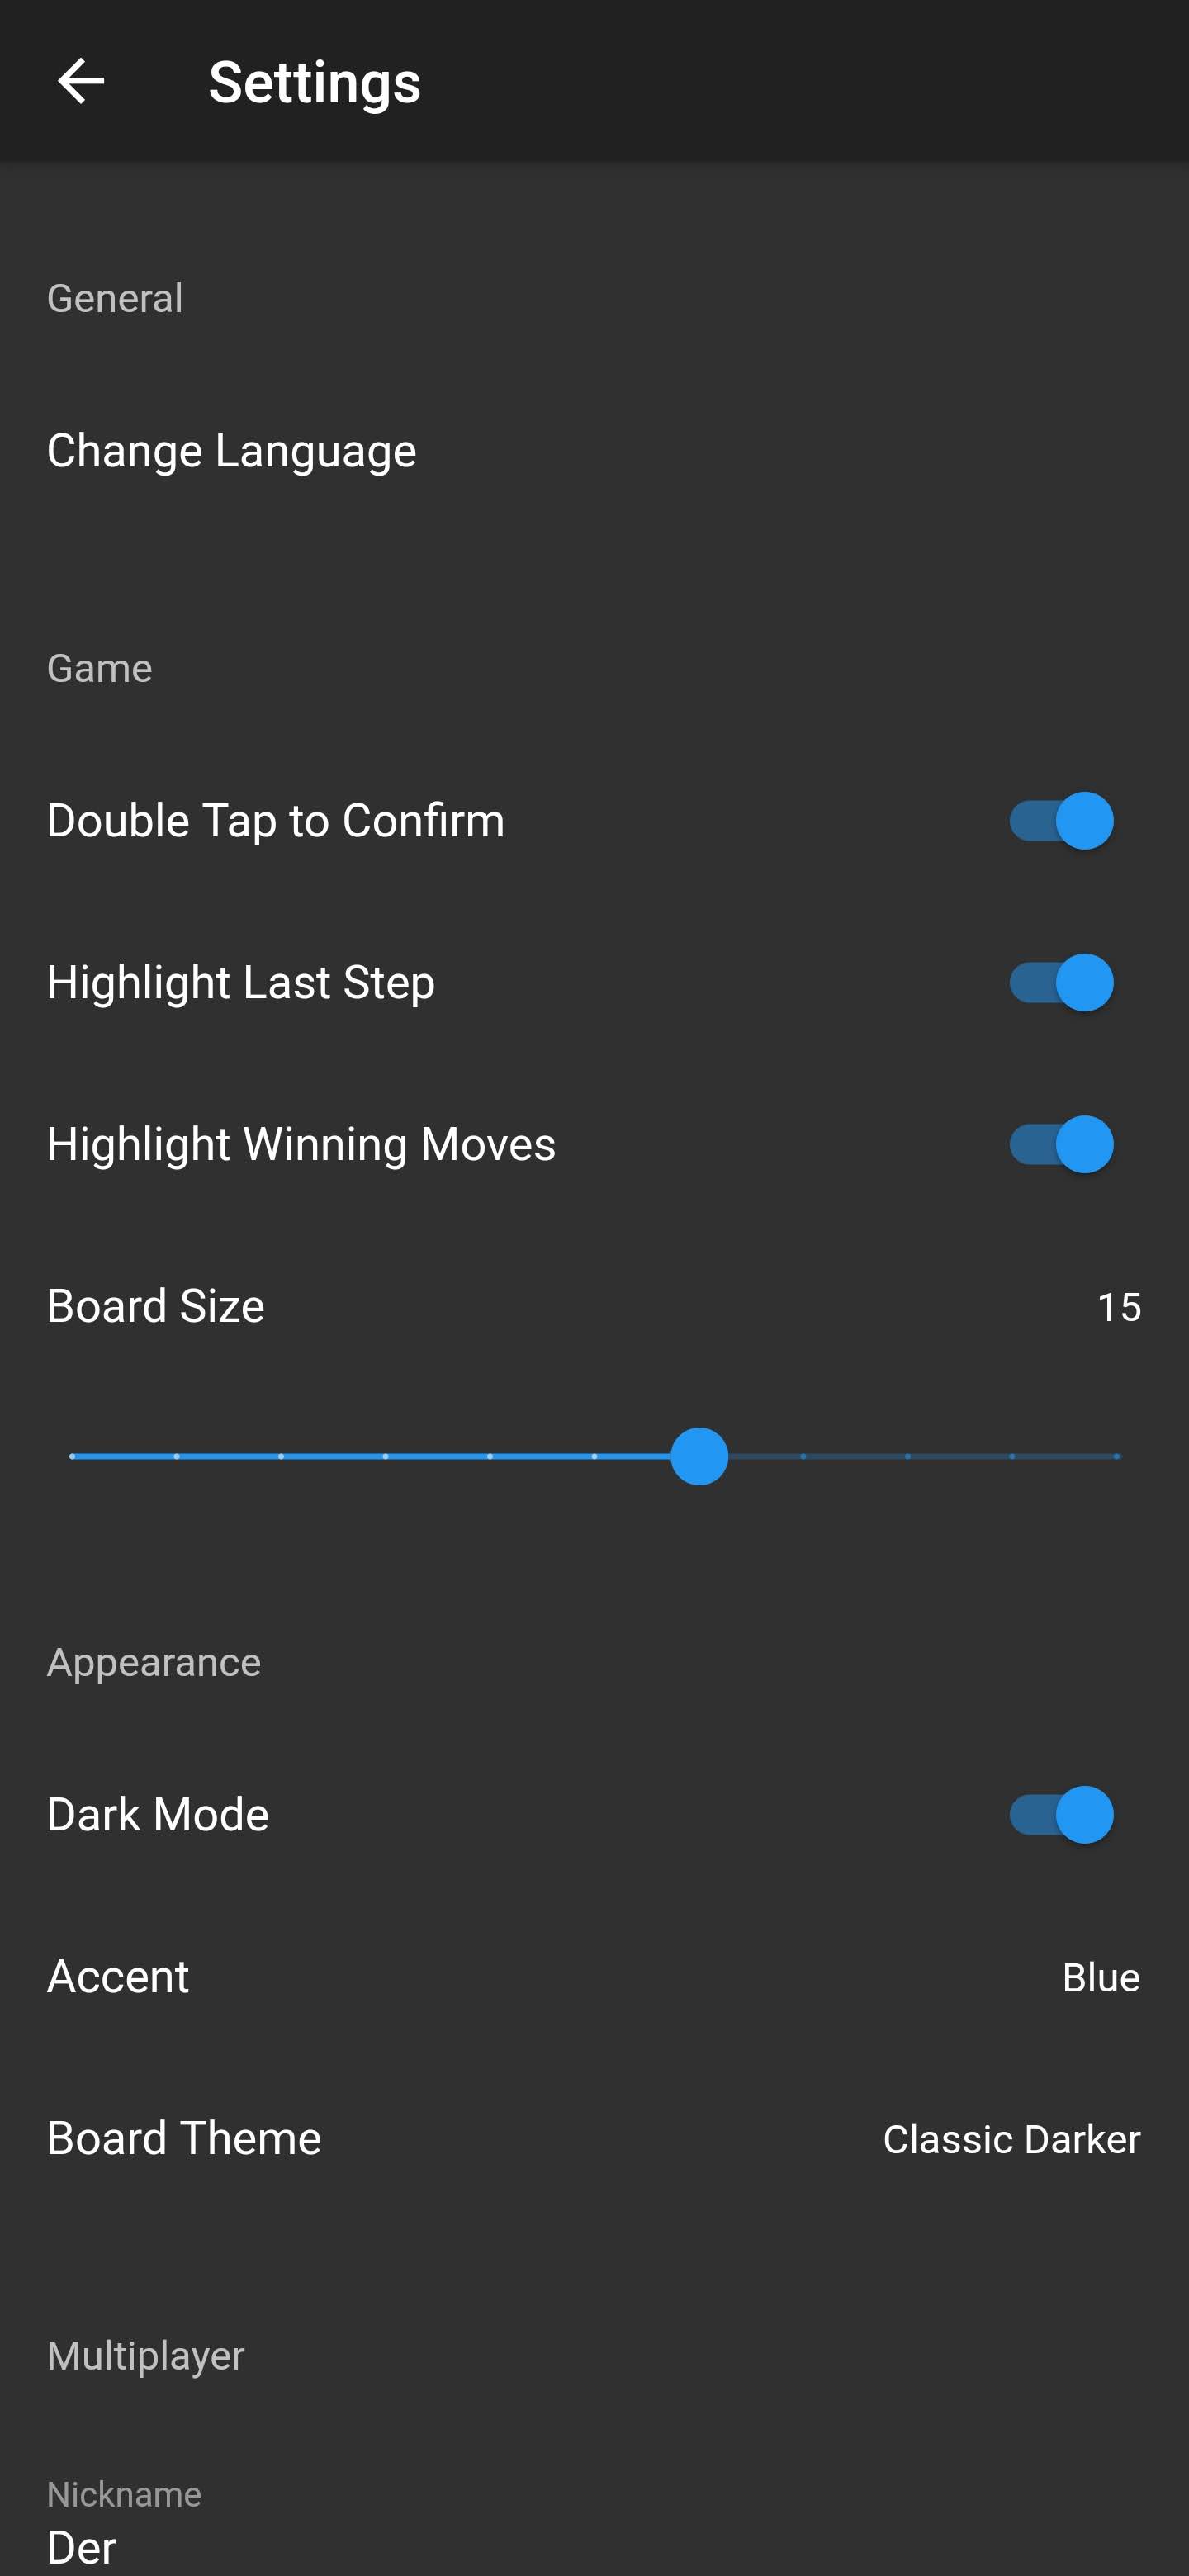 Settings
General
Change Language
Game
Double Tap to Confirm
Highlight Last Step
Highlight Winning Moves
Board Size 15
Appearance
Dark Mode
Accent Blue
Board Theme Classic Darker
Multiplayer
Nickname
Der